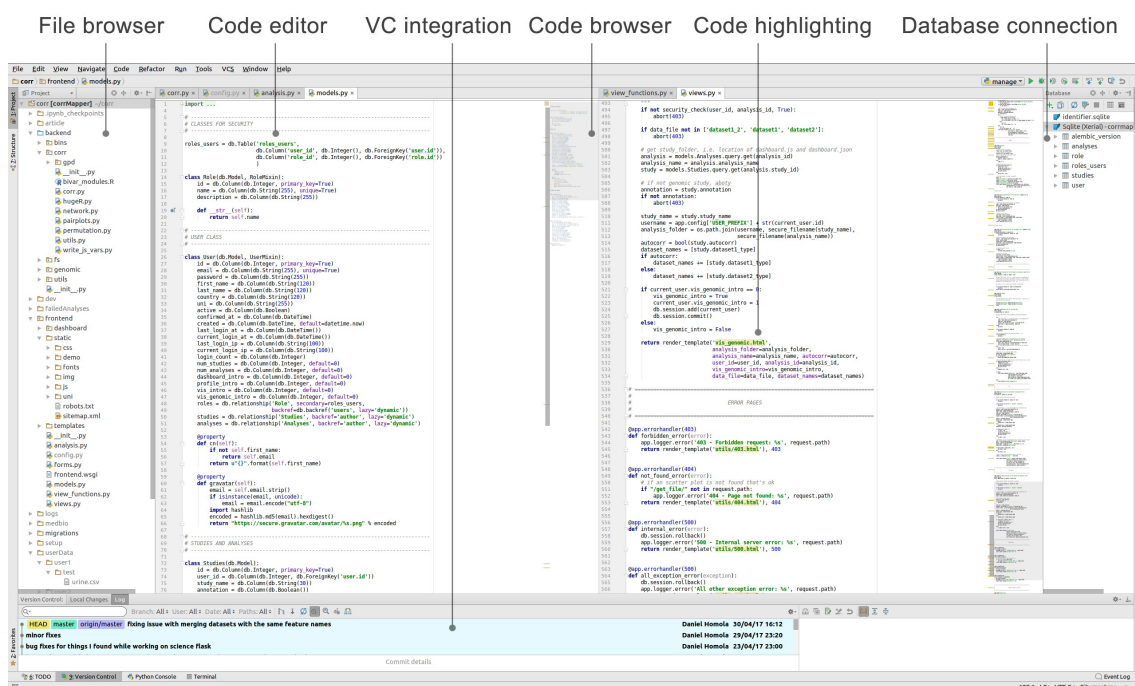 File browser Code editor VC integration Code browser Code highlighting Database connection
File Edit View Navigate Code Refactor Run Tools VCS Window Help
corr frontend models.py
manage
Project
corr.py config.py analysis.py models.py
view_functions.py views.py
Database
1: Project
2: Structure
2: Favorites
corr [corrMapper] ~/corr
.ipynb_checkpoints
article
backend
bins
corr
gpd
__init__.py
bivar_modules.R
corr.py
hugeR.py
network.py
pairplots.py
permutation.py
utils.py
write_js_vars.py
fs
genomic
utils
__init__.py
dev
failedAnalyses
frontend
dashboard
static
css
demo
fonts
img
js
uni
robots.txt
sitemap.xml
templates
__init__.py
analysis.py
config.py
forms.py
frontend.wsgi
models.py
view_functions.py
views.py
logs
medbio
migrations
setup
userData
user1
test
urine.csv
import ...
# CLASSES FOR SECURITY
roles_users = db.Table('roles_users',
db.Column('user_id', db.Integer(), db.ForeignKey('user.id')),
db.Column('role_id', db.Integer(), db.ForeignKey('role.id'))
)
class Role(db.Model, RoleMixin):
id = db.Column(db.Integer, primary_key=True)
name = db.Column(db.String(255), unique=True)
description = db.Column(db.String(255))
def __str__(self):
return self.name
# USER CLASS
class User(db.Model, UserMixin):
id = db.Column(db.Integer, primary_key=True)
email = db.Column(db.String(255), unique=True)
password = db.Column(db.String(255))
first_name = db.Column(db.String(120))
last_name = db.Column(db.String(120))
country = db.Column(db.String(120))
uni = db.Column(db.String(255))
active = db.Column(db.Boolean)
confirmed_at = db.Column(db.DateTime)
created = db.Column(db.DateTime, default=datetime.now)
last_login_at = db.Column(db.DateTime())
current_login_at = db.Column(db.DateTime())
last_login_ip = db.Column(db.String(100))
current_login_ip = db.Column(db.String(100))
login_count = db.Column(db.Integer)
num_studies = db.Column(db.Integer, default=0)
num_analyses = db.Column(db.Integer, default=0)
dashboard_intro = db.Column(db.Integer, default=0)
profile_intro = db.Column(db.Integer, default=0)
vis_intro = db.Column(db.Integer, default=0)
vis_genomic_intro = db.Column(db.Integer, default=0)
roles = db.relationship('Role', secondary=roles_users,
backref=db.backref('users', lazy='dynamic'))
studies = db.relationship('Studies', backref='author', lazy='dynamic')
analyses = db.relationship('Analyses', backref='author', lazy='dynamic')
@property
def cn(self):
if not self.first_name:
return self.email
return u"{}".format(self.first_name)
@property
def gravatar(self):
email = self.email.strip()
if isinstance(email, unicode):
email = email.encode("utf-8")
import hashlib
encoded = hashlib.md5(email).hexdigest()
return "https://secure.gravatar.com/avatar/%s.png" % encoded
# STUDIES AND ANALYSES
class Studies(db.Model):
id = db.Column(db.Integer, primary_key=True)
user_id = db.Column(db.Integer, db.ForeignKey('user.id'))
study_name = db.Column(db.String(30))
annotation = db.Column(db.Boolean())
if not security_check(user_id, analysis_id, True):
abort(403)
if data_file not in ['dataset1_2', 'dataset1', 'dataset2']:
abort(403)
# get study_folder, i.e. location of dashboard.js and dashboard.json
analysis = models.Analyses.query.get(analysis_id)
analysis_name = analysis.analysis_name
study = models.Studies.query.get(analysis.study_id)
# if not genomic study, abort
annotation = study.annotation
if not annotation:
abort(403)
study_name = study.study_name
username = app.config['USER_PREFIX'] + str(current_user.id)
analysis_folder = os.path.join(username, secure_filename(study_name),
secure_filename(analysis_name))
autocorr = bool(study.autocorr)
dataset_names = [study.dataset1_type]
if autocorr:
dataset_names += [study.dataset1_type]
else:
dataset_names += [study.dataset2_type]
if current_user.vis_genomic_intro == 0:
vis_genomic_intro = True
current_user.vis_genomic_intro = 1
db.session.add(current_user)
db.session.commit()
else:
vis_genomic_intro = False
return render_template('vis_genomic.html',
analysis_folder=analysis_folder,
analysis_name=analysis_name, autocorr=autocorr,
user_id=user_id, analysis_id=analysis_id,
vis_genomic_intro=vis_genomic_intro,
data_file=data_file, dataset_names=dataset_names)
# ERROR PAGES
@app.errorhandler(403)
def forbidden_error(error):
app.logger.error('403 - Forbidden request: %s', request.path)
return render_template('utils/403.html'), 403
@app.errorhandler(404)
def not_found_error(error):
# if an scatter plot is not found that's ok
if "/get_file/" not in request.path:
app.logger.error('404 - Page not found: %s', request.path)
return render_template('utils/404.html'), 404
@app.errorhandler(500)
def internal_error(error):
db.session.rollback()
app.logger.error('500 - Internal server error: %s', request.path)
return render_template('utils/500.html'), 500
@app.errorhandler(500)
def all_exception_error(exception):
db.session.rollback()
app.logger.error('All other exception error: %s', request.path)
identifier.sqlite
Sqlite (Xerial) - corrmap
alembic_version
analyses
role
roles_users
studies
user
Version Control: Local Changes Log
Branch: All User: All Date: All Paths: All
HEAD master origin/master fixing issue with merging datasets with the same feature names Daniel Homola 30/04/17 16:12
minor fixes Daniel Homola 29/04/17 23:20
bug fixes for things I found while working on science flask Daniel Homola 23/04/17 23:00
Commit details
6: TODO 9: Version Control Python Console Terminal Event Log